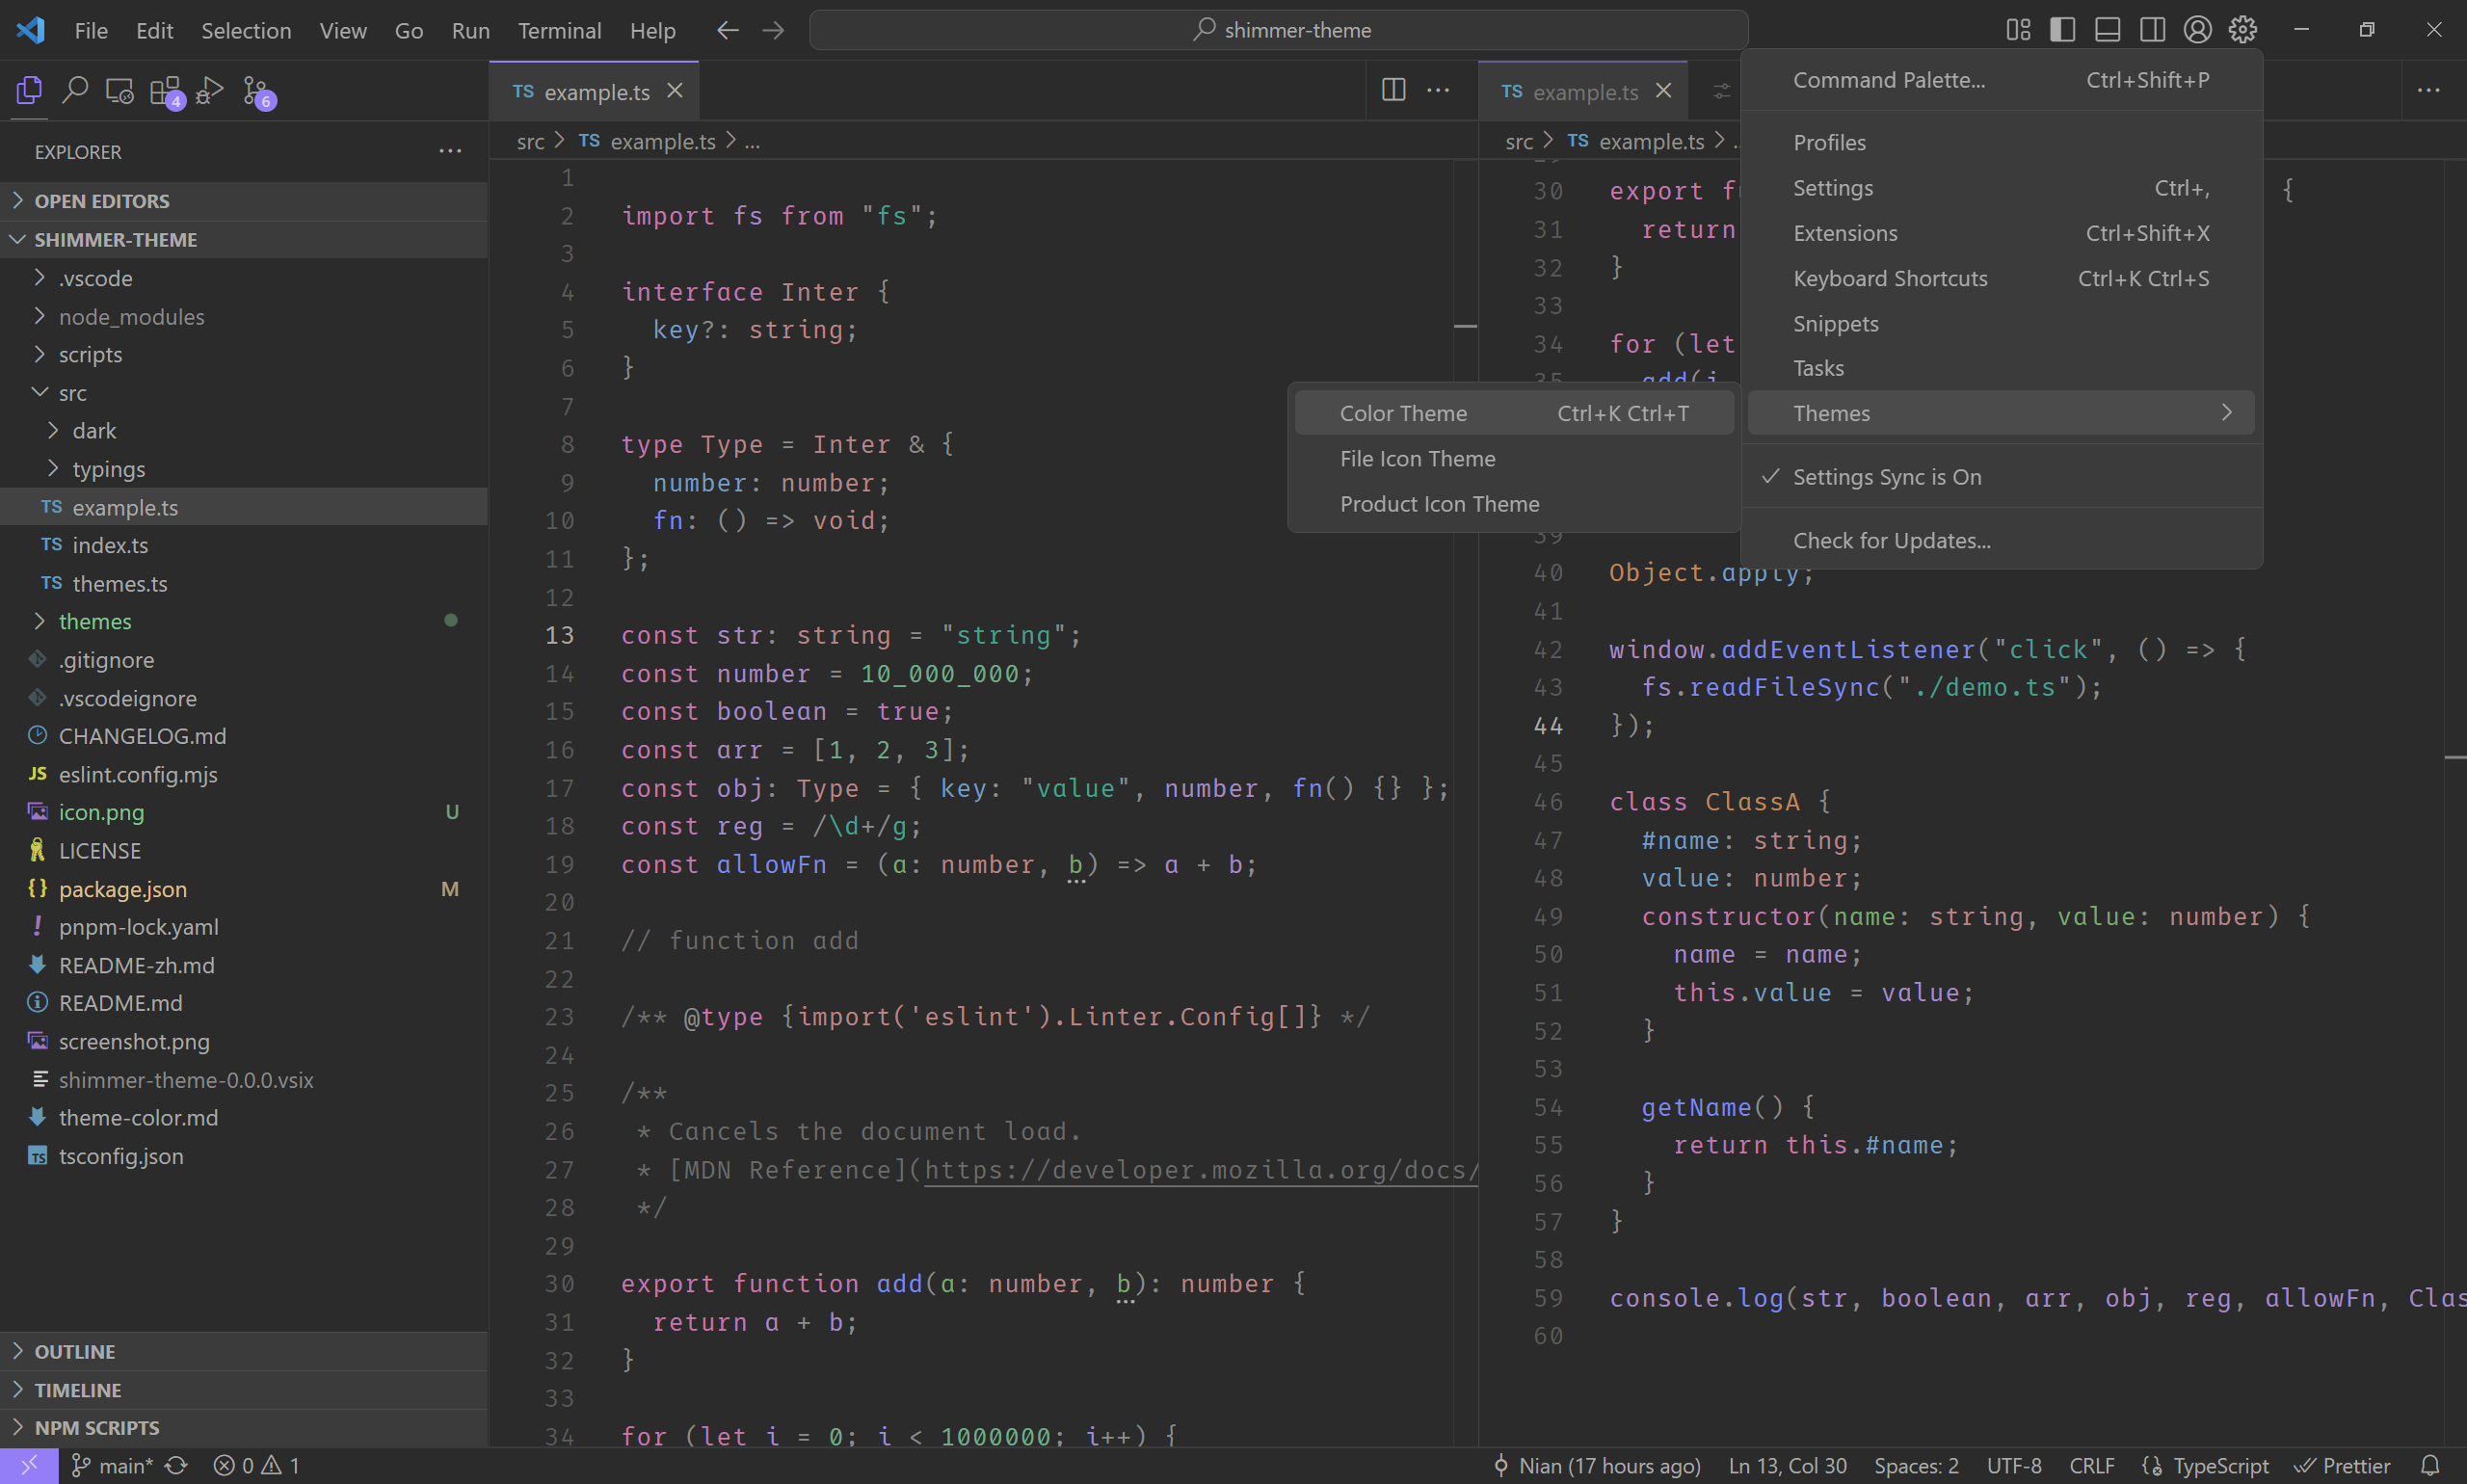 File Edit Selection View Go Run Terminal Help shimmer-theme
4 6
TS example.ts
TS example.ts
EXPLORER
src > TS example.ts > ...
src > TS example.ts >
OPEN EDITORS
SHIMMER-THEME
.vscode
node_modules
scripts
src
dark
typings
TS example.ts
TS index.ts
TS themes.ts
themes
.gitignore
.vscodeignore
CHANGELOG.md
JS eslint.config.mjs
icon.png U
LICENSE
{} package.json M
! pnpm-lock.yaml
README-zh.md
README.md
screenshot.png
shimmer-theme-0.0.0.vsix
theme-color.md
TS tsconfig.json
OUTLINE
TIMELINE
NPM SCRIPTS
1
2 import fs from "fs";
3
4 interface Inter {
5 key?: string;
6 }
7
8 type Type = Inter & {
9 number: number;
10 fn: () => void;
11 };
12
13 const str: string = "string";
14 const number = 10_000_000;
15 const boolean = true;
16 const arr = [1, 2, 3];
17 const obj: Type = { key: "value", number, fn() {} };
18 const reg = /\d+/g;
19 const allowFn = (a: number, b) => a + b;
20
21 // function add
22
23 /** @type {import('eslint').Linter.Config[]} */
24
25 /**
26 * Cancels the document load.
27 * [MDN Reference](https://developer.mozilla.org/docs/
28 */
29
30 export function add(a: number, b): number {
31 return a + b;
32 }
33
34 for (let i = 0; i < 1000000; i++) {
30 export {
31 return
32 }
33
34 for (let
35 add(i
39
40 Object.apply;
41
42 window.addEventListener("click", () => {
43 fs.readFileSync("./demo.ts");
44 });
45
46 class ClassA {
47 #name: string;
48 value: number;
49 constructor(name: string, value: number) {
50 name = name;
51 this.value = value;
52 }
53
54 getName() {
55 return this.#name;
56 }
57 }
58
59 console.log(str, boolean, arr, obj, reg, allowFn, Clas
60
Command Palette... Ctrl+Shift+P
Profiles
Settings Ctrl+,
Extensions Ctrl+Shift+X
Keyboard Shortcuts Ctrl+K Ctrl+S
Snippets
Tasks
Themes
Settings Sync is On
Check for Updates...
Color Theme Ctrl+K Ctrl+T
File Icon Theme
Product Icon Theme
main* 0 1 Nian (17 hours ago) Ln 13, Col 30 Spaces: 2 UTF-8 CRLF TypeScript Prettier